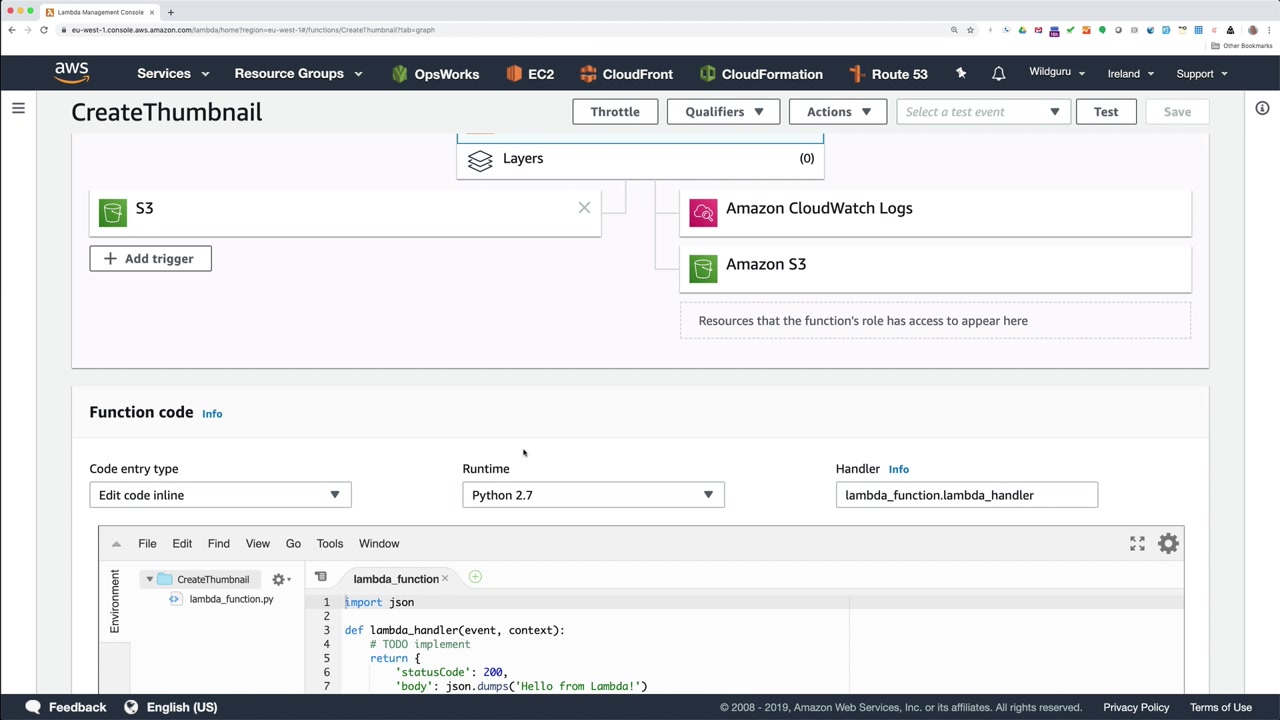 Lambda Management Console
eu-west-1.console.aws.amazon.com/lambda/home?region=eu-west-1#/functions/CreateThumbnail?tab=graph
Other Bookmarks
aws Services Resource Groups OpsWorks EC2 CloudFront CloudFormation Route 53 Wildguru Ireland Support
CreateThumbnail Throttle Qualifiers Actions Select a test event Test Save
Layers (0)
S3
Amazon CloudWatch Logs
Add trigger
Amazon S3
Resources that the function's role has access to appear here
Function code Info
Code entry type Runtime Handler Info
Edit code inline Python 2.7 lambda_function.lambda_handler
File Edit Find View Go Tools Window
Environment
CreateThumbnail
lambda_function.py
lambda_function
1 import json
2
3 def lambda_handler(event, context):
4 # TODO implement
5 return {
6 'statusCode': 200,
7 'body': json.dumps('Hello from Lambda!')
Feedback English (US) © 2008 - 2019, Amazon Web Services, Inc. or its affiliates. All rights reserved. Privacy Policy Terms of Use